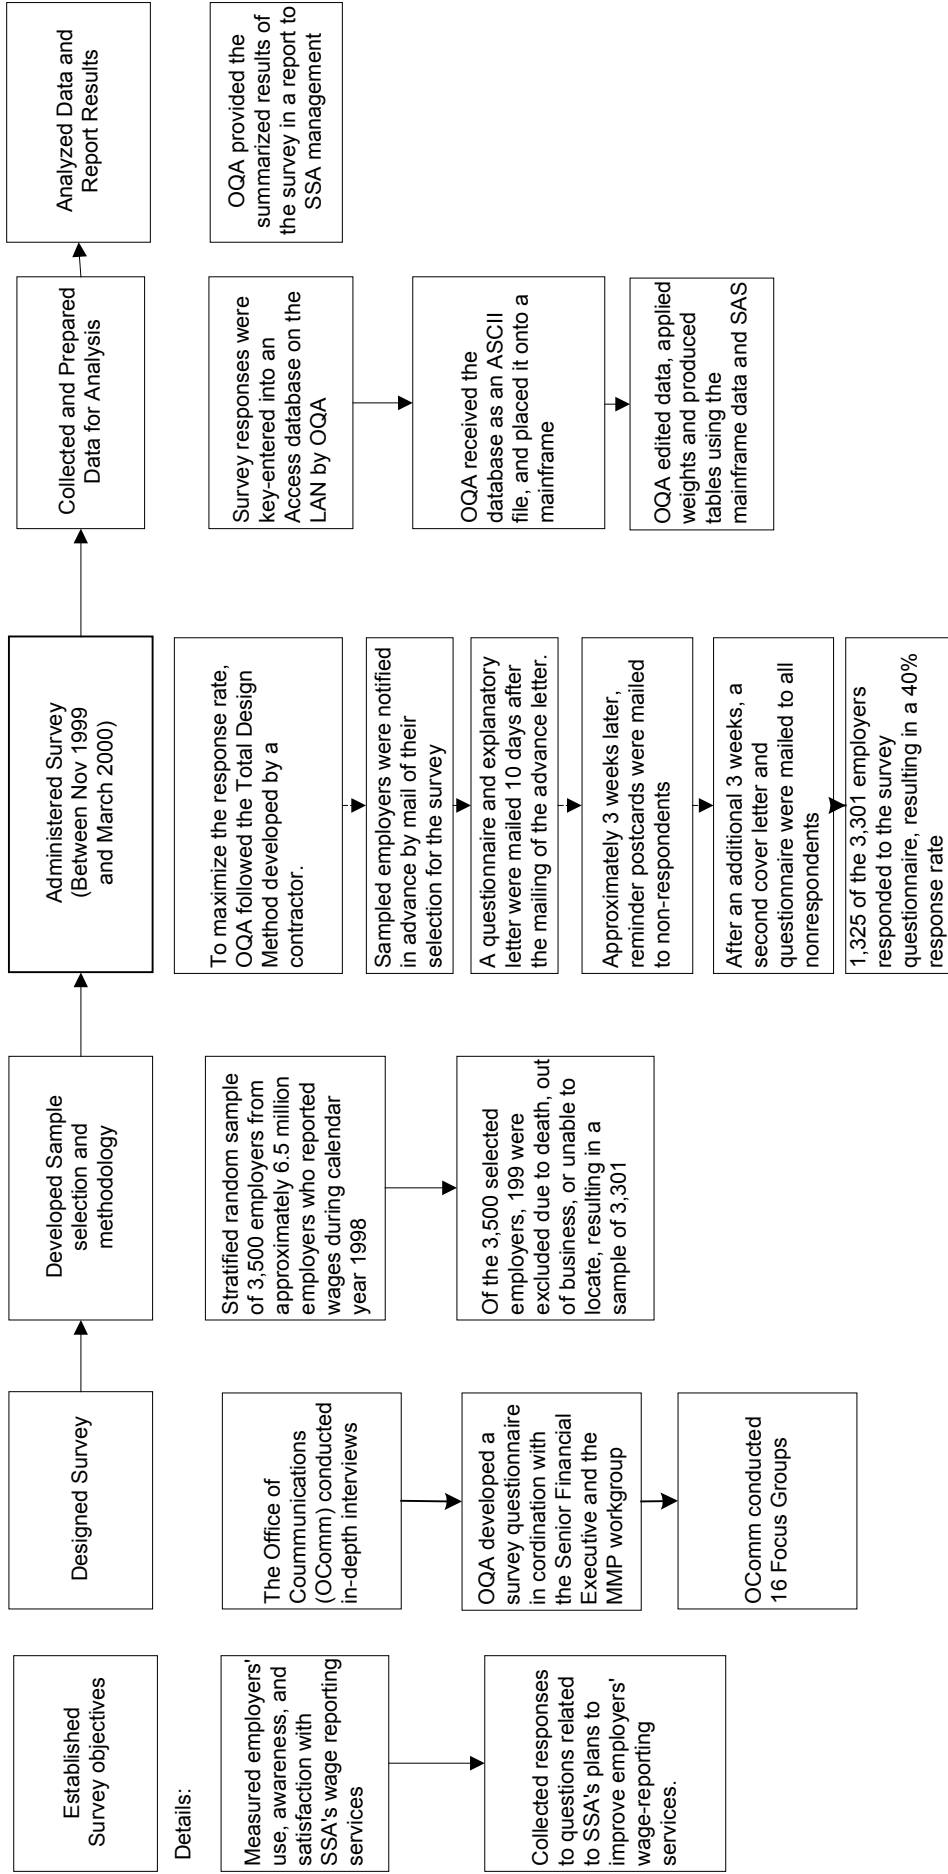 Established
Survey objectives
Designed Survey
Developed Sample
selection and
methodology
Administered Survey
(Between Nov 1999
and March 2000)
Collected and Prepared
Data for Analysis
Analyzed Data and
Report Results
Details:
Measured employers'
use, awareness, and
satisfaction with
SSA's wage reporting
services
Collected responses
to questions related
to SSA's plans to
improve employers'
wage-reporting
services.
The Office of
Coummunications
(OComm) conducted
in-depth interviews
OQA developed a
survey questionnaire
in cordination with
the Senior Financial
Executive and the
MMP workgroup
OComm conducted
16 Focus Groups
Stratified random sample
of 3,500 employers from
approximately 6.5 million
employers who reported
wages during calendar
year 1998
Of the 3,500 selected
employers, 199 were
excluded due to death, out
of business, or unable to
locate, resulting in a
sample of 3,301
To maximize the response rate,
OQA followed the Total Design
Method developed by a
contractor.
Sampled employers were notified
in advance by mail of their
selection for the survey
A questionnaire and explanatory
letter were mailed 10 days after
the mailing of the advance letter.
Approximately 3 weeks later,
reminder postcards were mailed
to non-respondents
After an additional 3 weeks, a
second cover letter and
questionnaire were mailed to all
nonrespondents
1,325 of the 3,301 employers
responded to the survey
questionnaire, resulting in a 40%
response rate
Survey responses were
key-entered into an
Access database on the
LAN by OQA
OQA received the
database as an ASCII
file, and placed it onto a
mainframe
OQA edited data, applied
weights and produced
tables using the
mainframe data and SAS
OQA provided the
summarized results of
the survey in a report to
SSA management